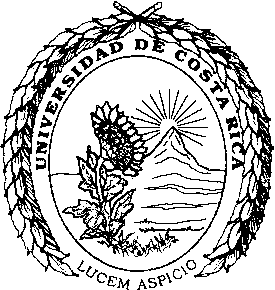 UNIVERSIDAD DE COSTA RICA
LUCEM ASPICIO